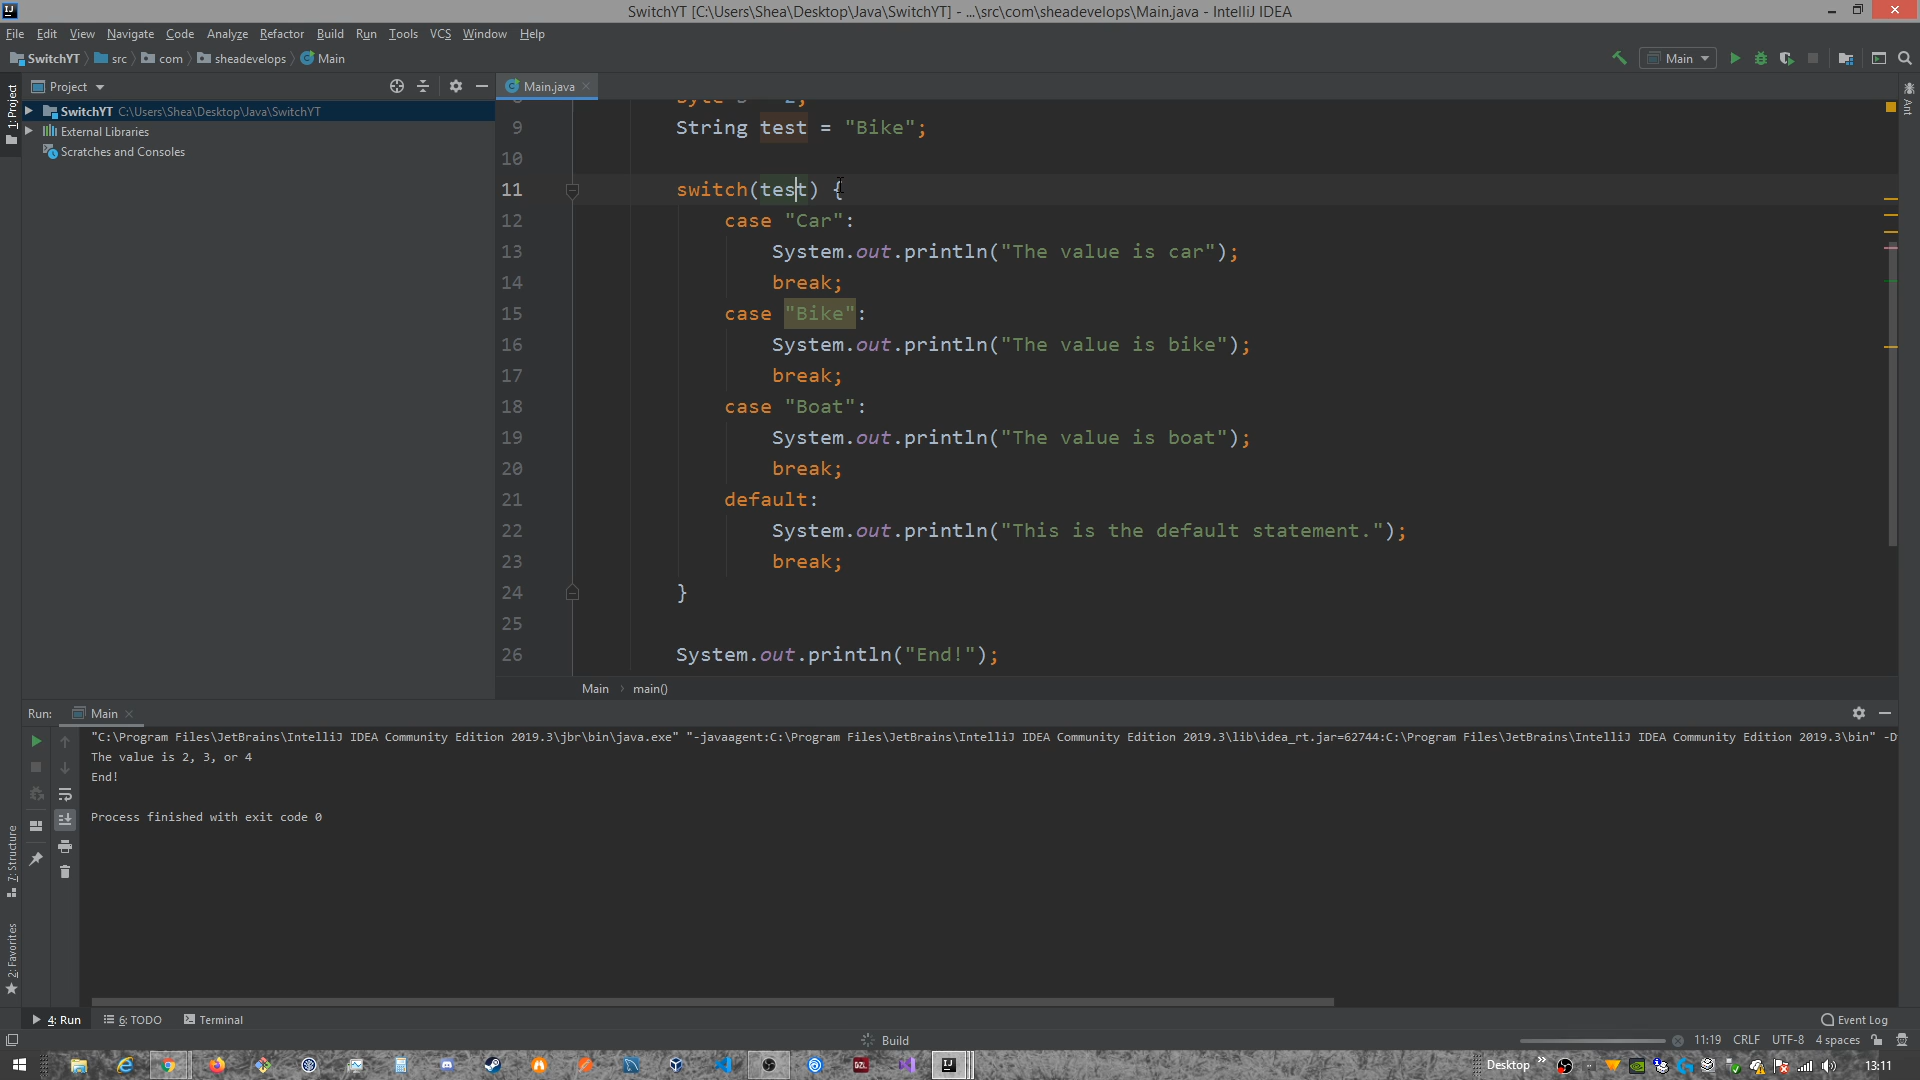 SwitchYT [C:\Users\Shea\Desktop\Java\SwitchYT] - ...\src\com\sheadevelops\Main.java - IntelliJ IDEA
File Edit View Navigate Code Analyze Refactor Build Run Tools VCS Window Help
SwitchYT src com sheadevelops Main
Main
Project
Main.java
1: Project
SwitchYT C:\Users\Shea\Desktop\Java\SwitchYT
External Libraries
Scratches and Consoles
Ant
9 String test = "Bike";
10
11 switch(test) {
12 case "Car":
13 System.out.println("The value is car");
14 break;
15 case "Bike":
16 System.out.println("The value is bike");
17 break;
18 case "Boat":
19 System.out.println("The value is boat");
20 break;
21 default:
22 System.out.println("This is the default statement.");
23 break;
24 }
25
26 System.out.println("End!");
Main main()
Run: Main
"C:\Program Files\JetBrains\IntelliJ IDEA Community Edition 2019.3\jbr\bin\java.exe" "-javaagent:C:\Program Files\JetBrains\IntelliJ IDEA Community Edition 2019.3\lib\idea_rt.jar=62744:C:\Program Files\JetBrains\IntelliJ IDEA Community Edition 2019.3\bin" -D
The value is 2, 3, or 4
End!
Process finished with exit code 0
7: Structure
2: Favorites
4: Run 6: TODO Terminal Event Log
Build 11:19 CRLF UTF-8 4 spaces
Desktop 13:11